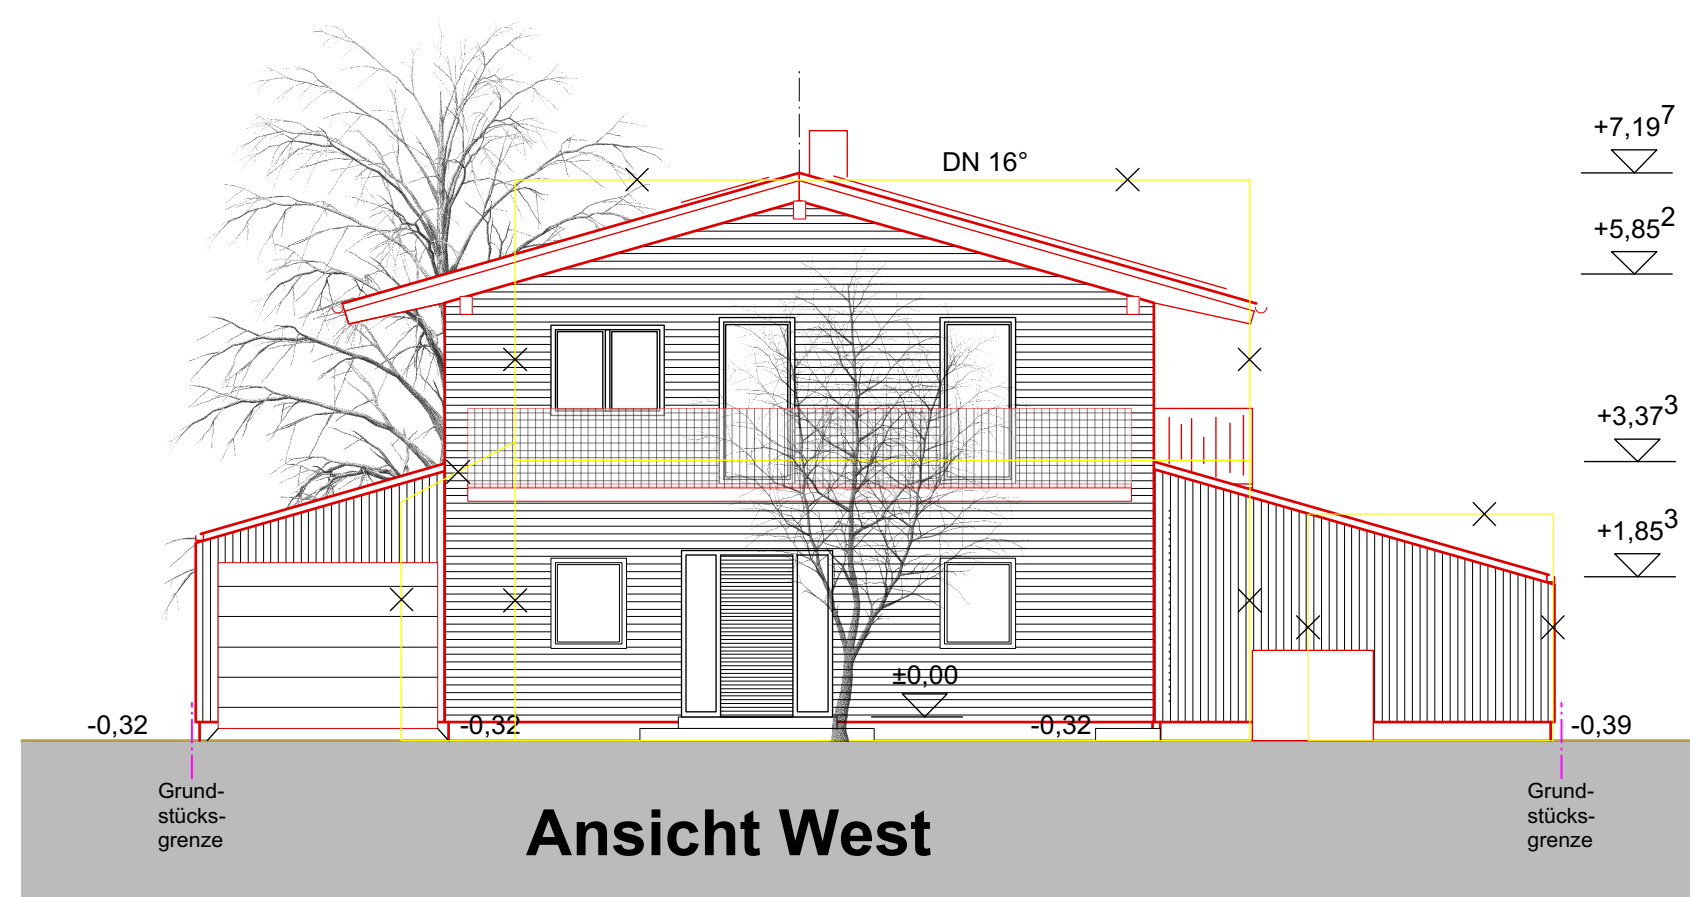 +7,19⁷
DN 16°
+5,85²
+3,37³
+1,85³
±0,00
-0,32
-0,32
-0,32
-0,39
Grund-
stücks-
grenze
Grund-
stücks-
grenze
Ansicht West